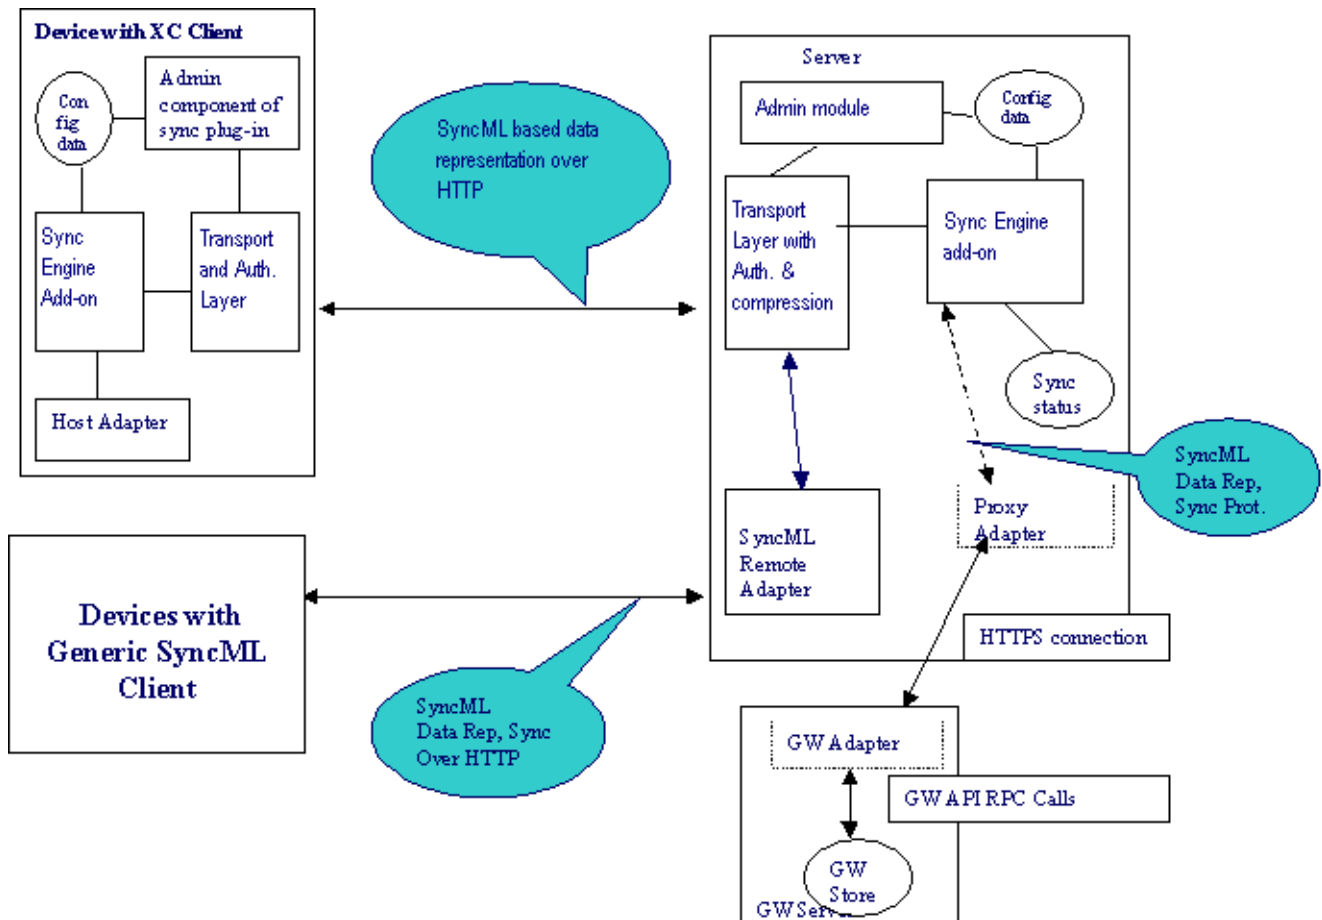 Device with XC Client
Con
fig
data
Admin
component of
sync plug-in
Sync
Engine
Add-on
Transport
and Auth.
Layer
Host Adapter
SyncML based data
representation over
HTTP
Server
Admin module
Config
data
Transport
Layer with
Auth. &
compression
Sync Engine
add-on
Sync
status
SyncML
Data Rep,
Sync Prot.
SyncML
Remote
Adapter
Proxy
Adapter
HTTPS connection
Devices with
Generic SyncML
Client
SyncML
Data Rep, Sync
Over HTTP
GW Adapter
GW API RPC Calls
GW
Store
GW Server